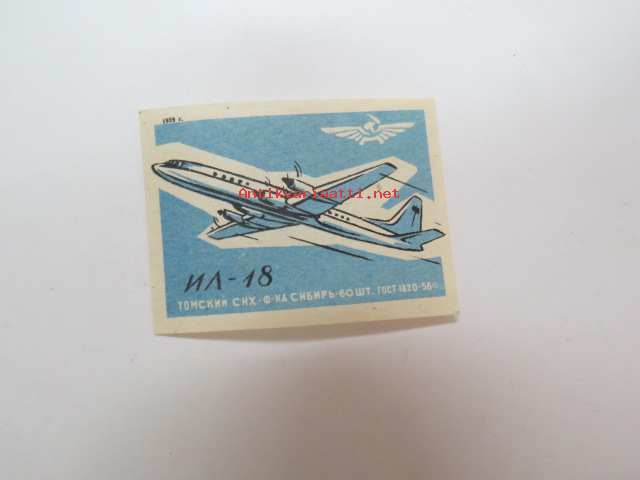 1959 г.
Antikvariaatti.net
ИЛ-18
ТОМСКИЙ СНХ·Ф-КА СИБИРЬ·60 ШТ. ГОСТ-1820-56